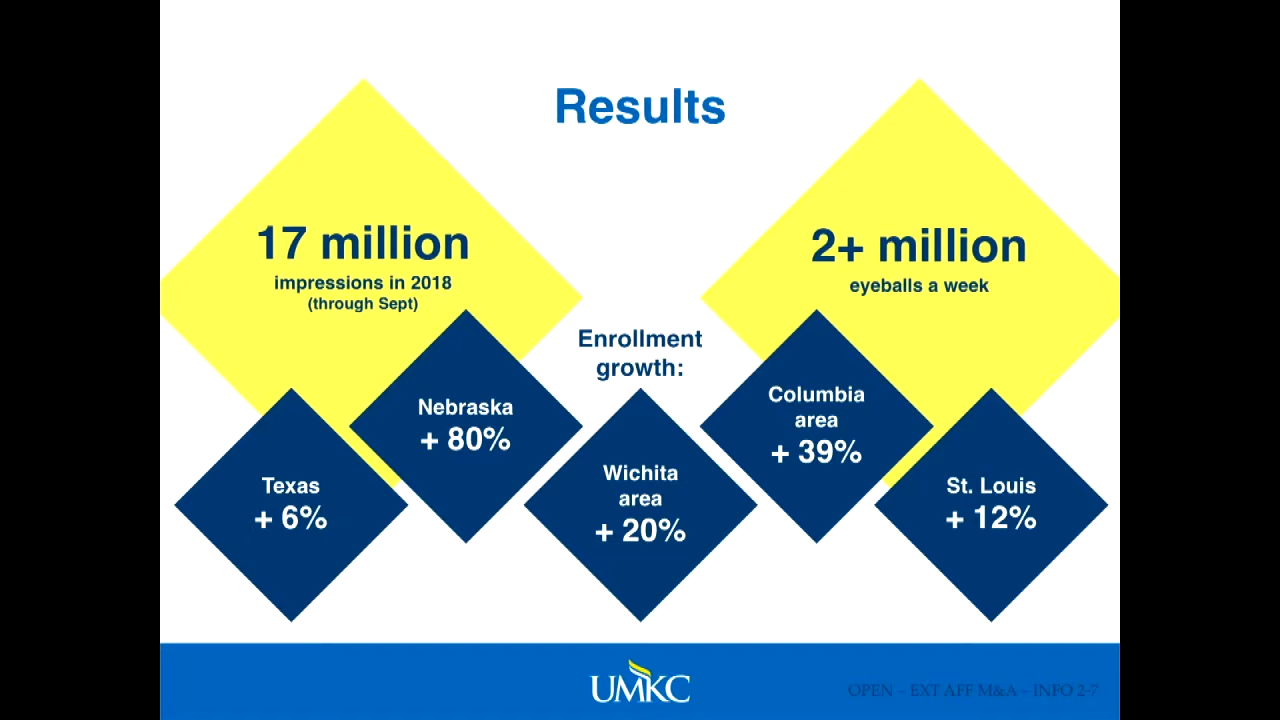 Results
17 million
impressions in 2018
(through Sept)
2+ million
eyeballs a week
Enrollment
growth:
Texas
+ 6%
Nebraska
+ 80%
Wichita
area
+ 20%
Columbia
area
+ 39%
St. Louis
+ 12%
UMKC
OPEN – EXT AFF M&A – INFO 2-7